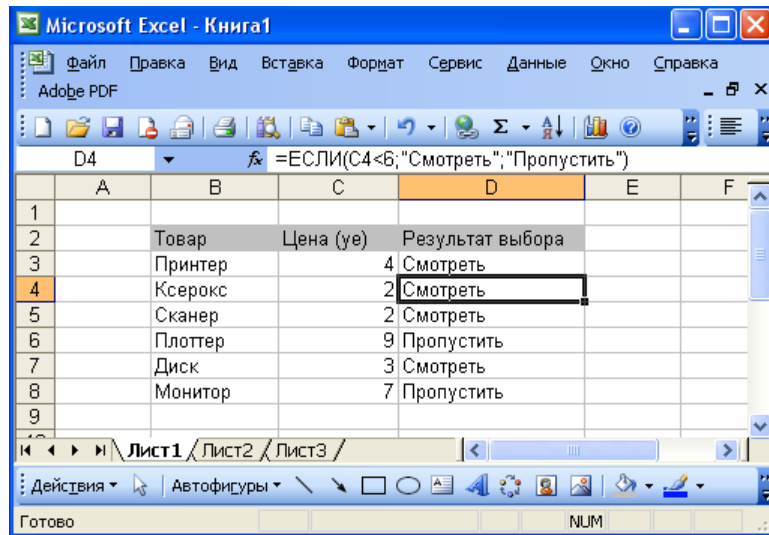 Microsoft Excel - Книга1
Файл Правка Вид Вставка Формат Сервис Данные Окно Справка
Adobe PDF
D4 fx =ЕСЛИ(C4<6;"Смотреть";"Пропустить")
A B C D E F
1
2 Товар Цена (уе) Результат выбора
3 Принтер 4 Смотреть
4 Ксерокс 2 Смотреть
5 Сканер 2 Смотреть
6 Плоттер 9 Пропустить
7 Диск 3 Смотреть
8 Монитор 7 Пропустить
9
Лист1 Лист2 Лист3
Действия Автофигуры
Готово NUM